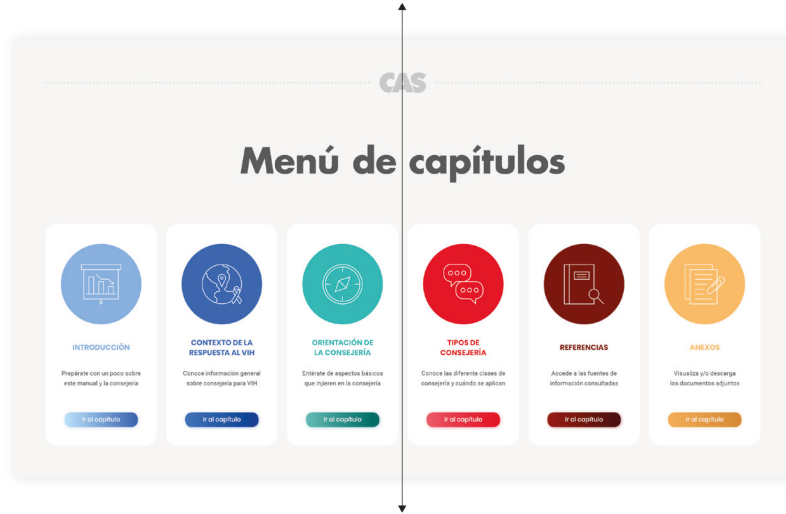 CAS
Menú de capítulos
INTRODUCCIÓN
Prepárate con un poco sobre
este manual y la consejería
Ir al capítulo
CONTEXTO DE LA
RESPUESTA AL VIH
Conoce información general
sobre consejería para VIH
Ir al capítulo
ORIENTACIÓN DE
LA CONSEJERÍA
Entérate de aspectos básicos
que injieren en la consejería
Ir al capítulo
TIPOS DE
CONSEJERÍA
Conoce las diferente clases de
consejería y cuándo se aplican
Ir al capítulo
REFERENCIAS
Accede a las fuentes de
información consultadas
Ir al capítulo
ANEXOS
Visualiza y/o descarga
los documentos adjuntos
Ir al capítulo